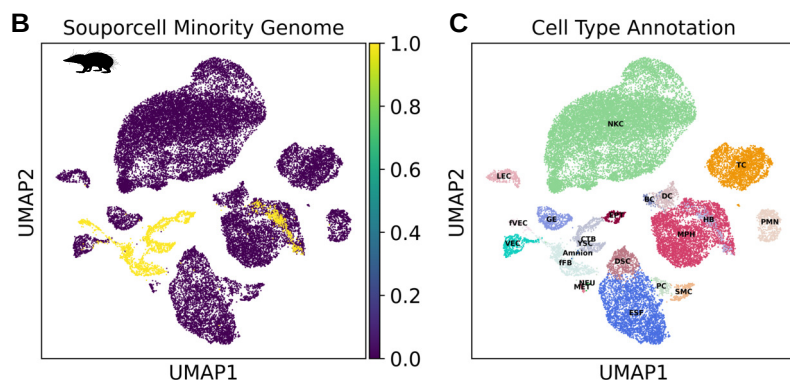 B
Souporcell Minority Genome
1.0
0.8
0.6
0.4
0.2
0.0
UMAP2
UMAP1
C
Cell Type Annotation
NKC
TC
LEC
DC
BC
fVEC
GE
HB
PMN
VEC
CTB
YSC
MPH
Amnion
fFB
DSC
NEU
PC
SMC
ESF
UMAP2
UMAP1